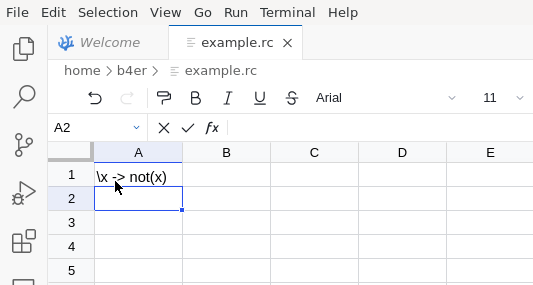 File Edit Selection View Go Run Terminal Help
Welcome example.rc
home > b4er > example.rc
B I U S Arial 11
A2 fx
A B C D E
1 \x -> not(x)
2
3
4
5